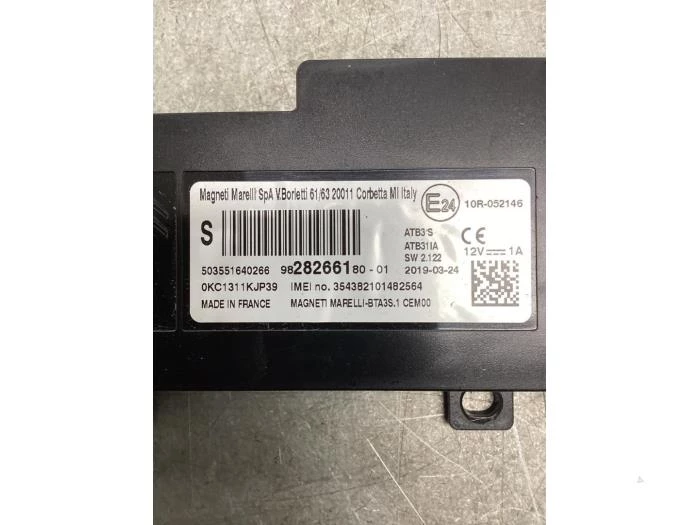 Magneti Marelli SpA V.Borletti 61/63 20011 Corbetta MI Italy
E24 10R-052146
S
ATB3'S
ATB31IA
SW 2.122
2019-03-24
CE
12V 1A
503551640266 9828266180-01
0KC1311KJP39 IMEI no. 354382101482564
MADE IN FRANCE MAGNETI MARELLI-BTA3S.1 CEM00